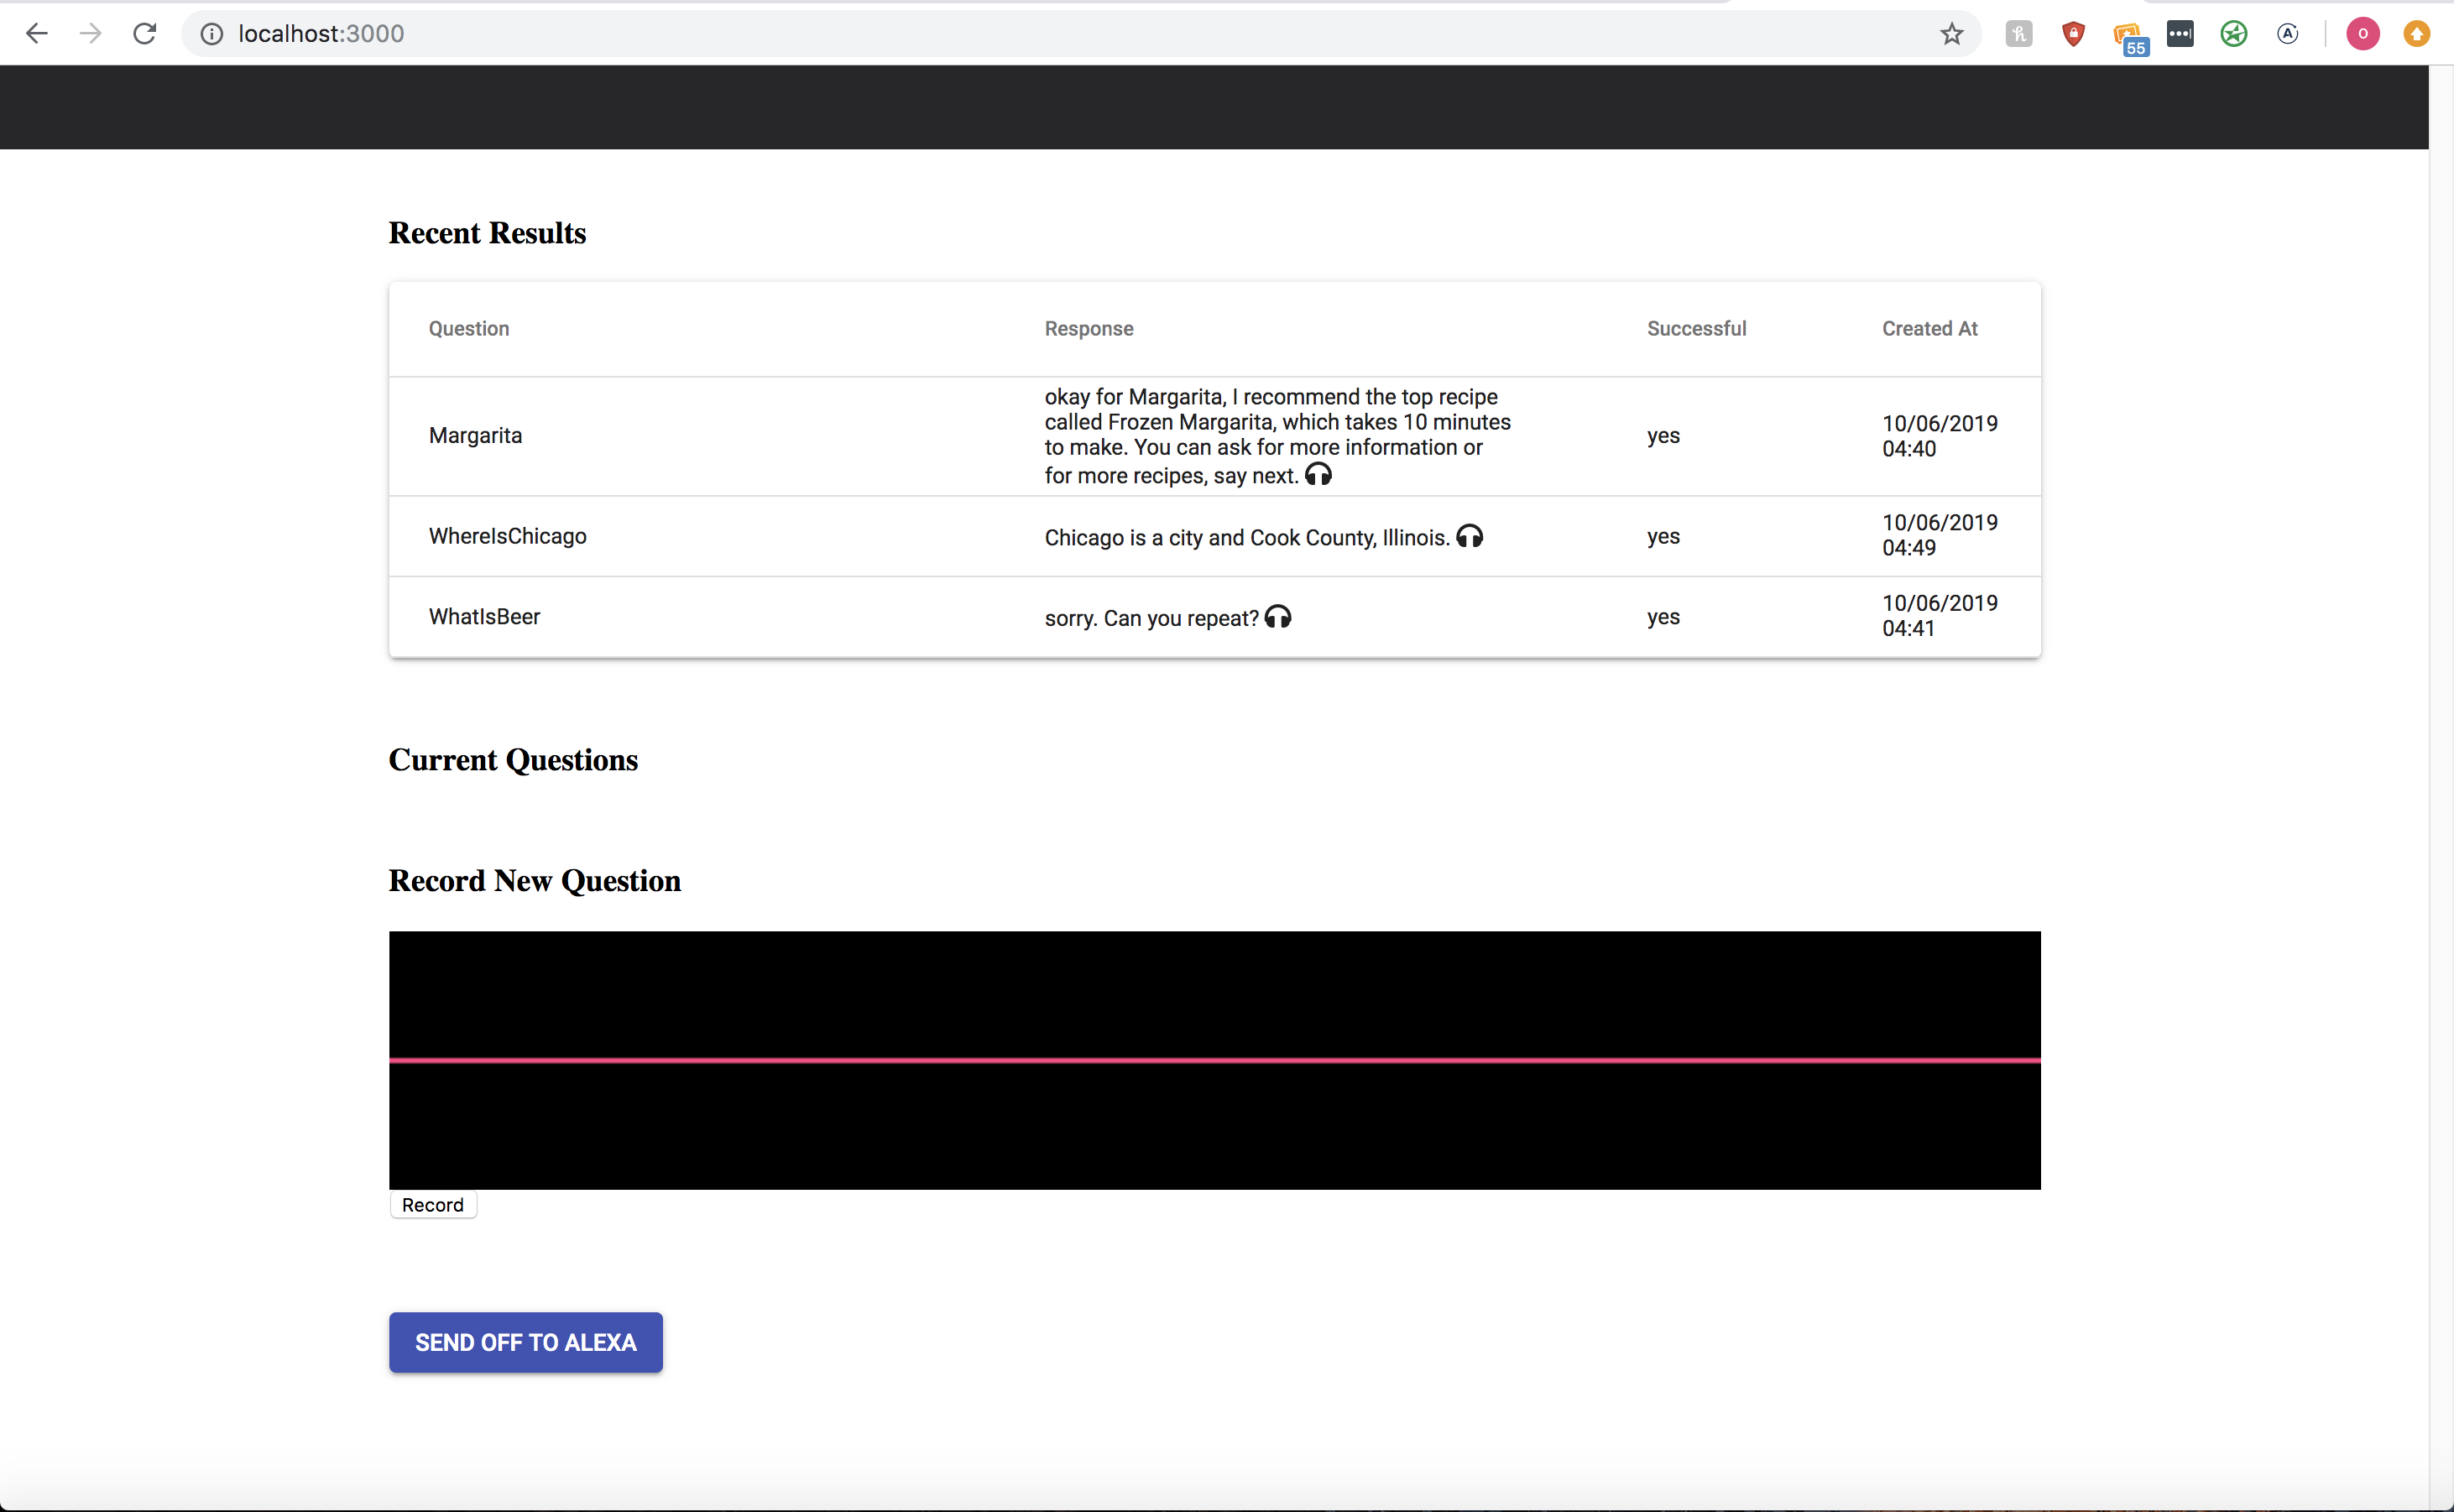 localhost:3000
55
O
A
Recent Results
Question Response Successful Created At
okay for Margarita, I recommend the top recipe
called Frozen Margarita, which takes 10 minutes
to make. You can ask for more information or
for more recipes, say next.
Margarita
yes
10/06/2019
04:40
WhereIsChicago
Chicago is a city and Cook County, Illinois.
yes
10/06/2019
04:49
WhatIsBeer
sorry. Can you repeat?
yes
10/06/2019
04:41
Current Questions
Record New Question
Record
SEND OFF TO ALEXA